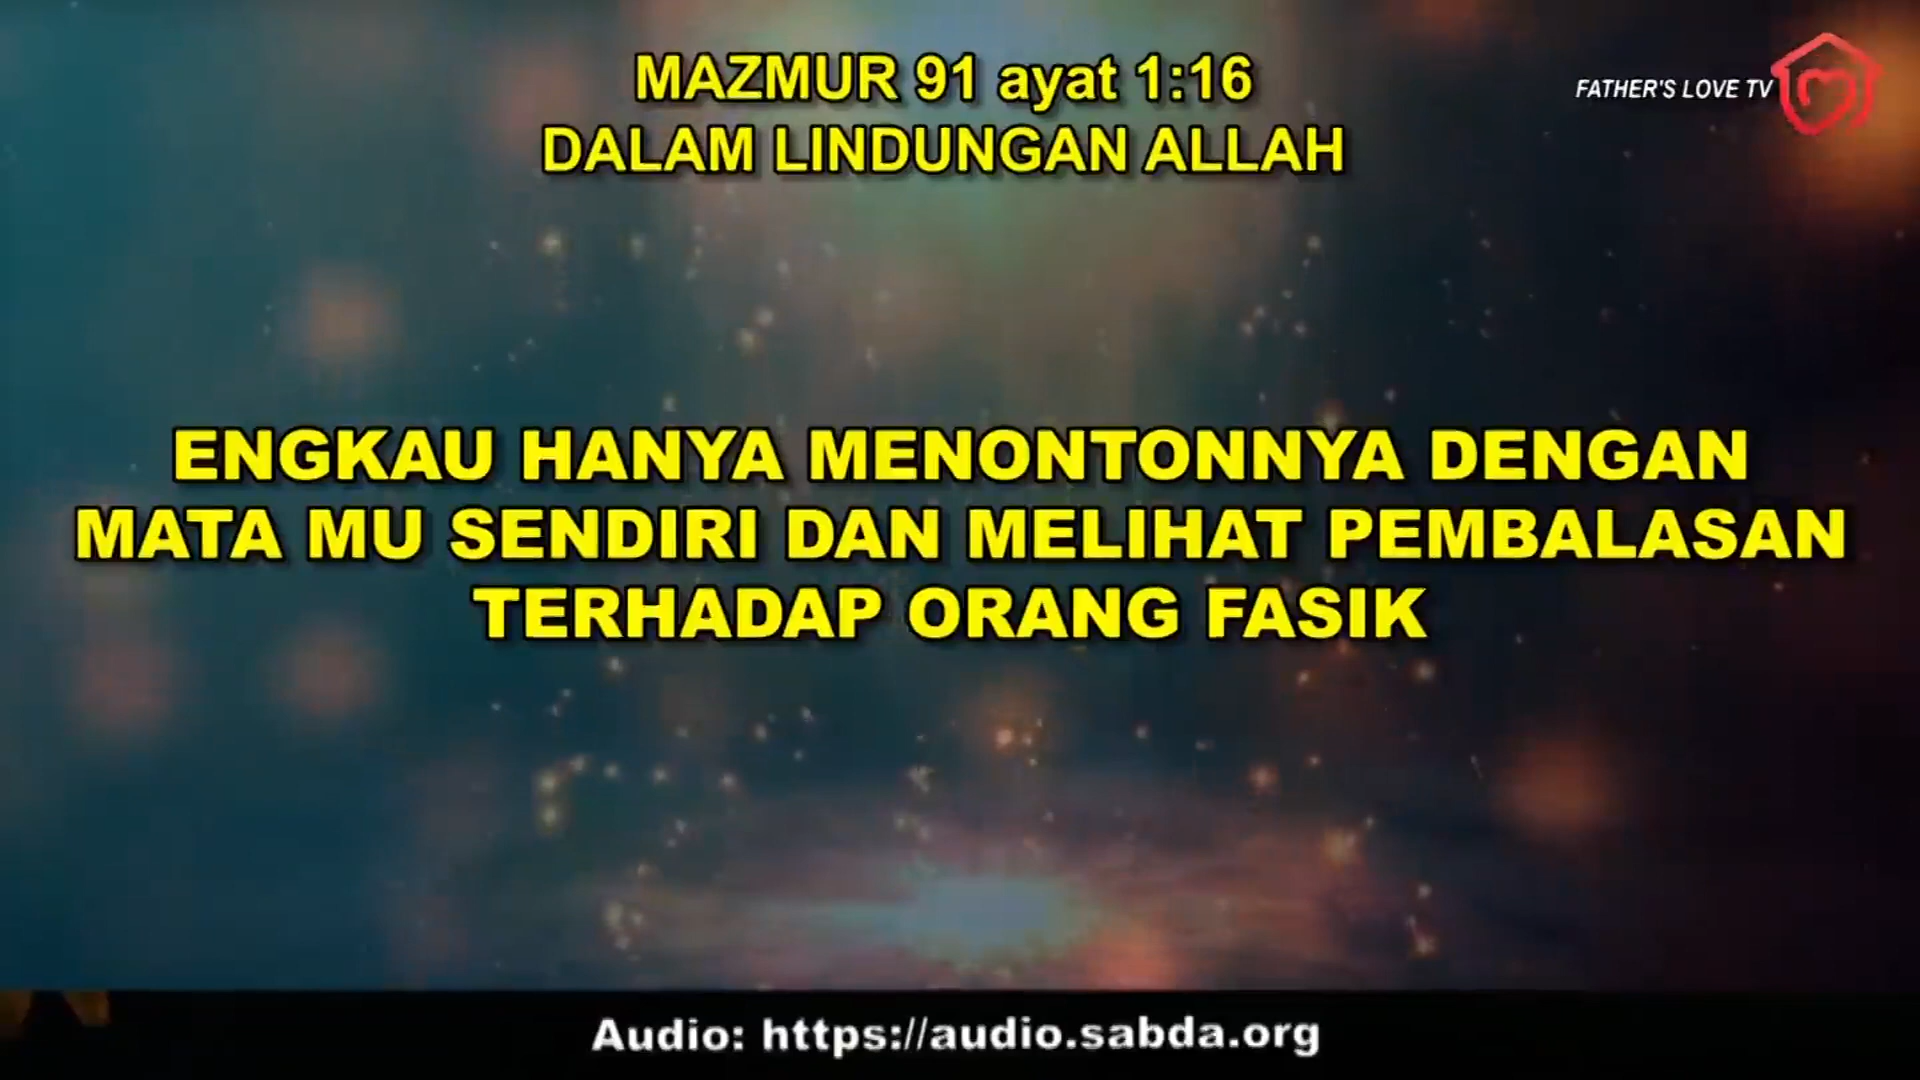 MAZMUR 91 ayat 1:16
DALAM LINDUNGAN ALLAH
FATHER'S LOVE TV
ENGKAU HANYA MENONTONNYA DENGAN
MATA MU SENDIRI DAN MELIHAT PEMBALASAN
TERHADAP ORANG FASIK
Audio: https://audio.sabda.org